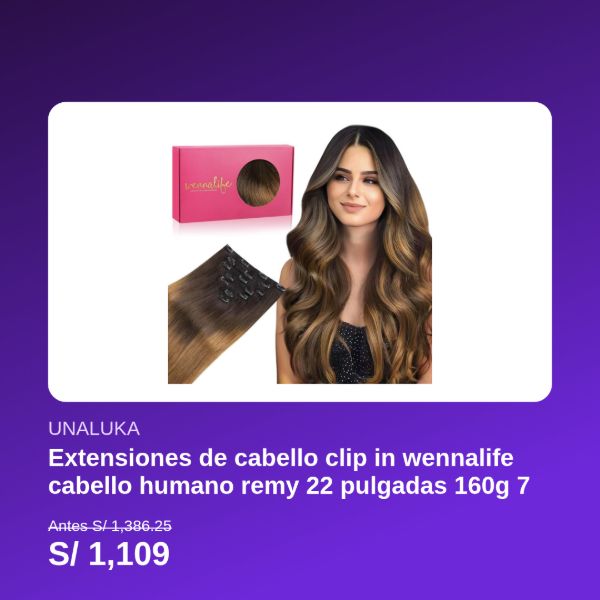 wennalife
UNALUKA
Extensiones de cabello clip in wennalife
cabello humano remy 22 pulgadas 160g 7
Antes S/ 1,386.25
S/ 1,109